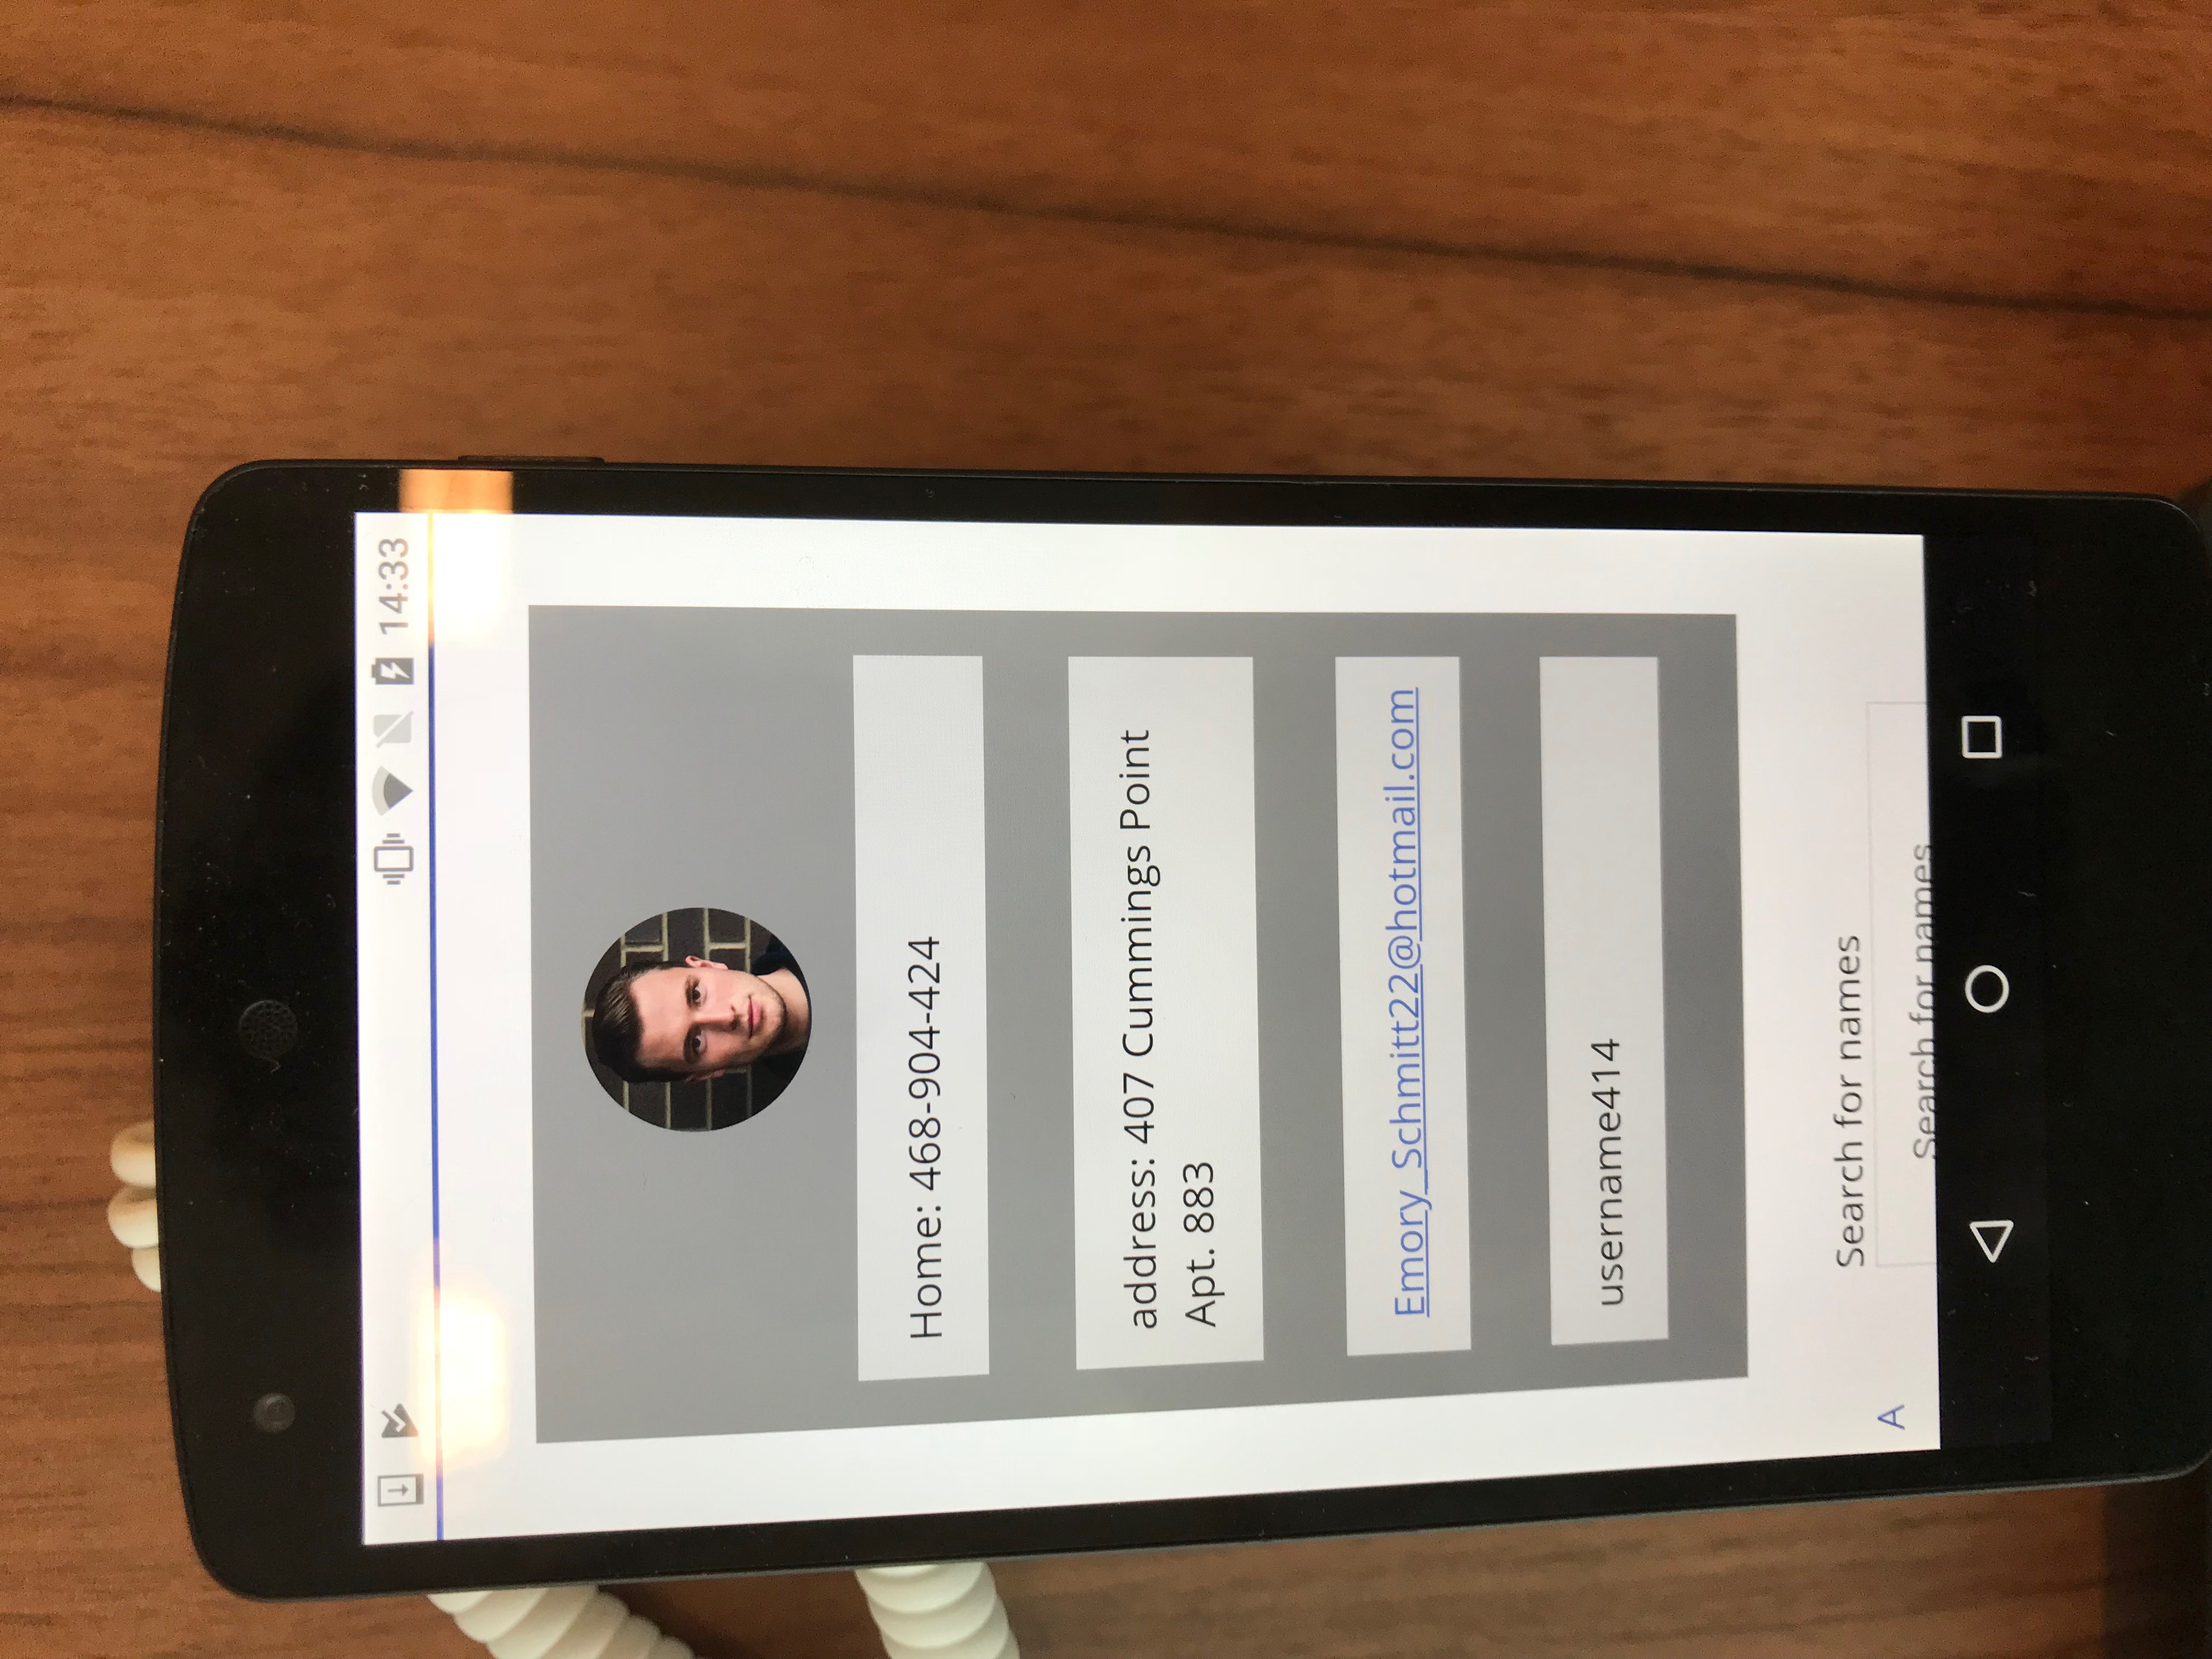 14:33
Home: 468-904-424
address: 407 Cummings Point
Apt. 883
Emory_Schmitt22@hotmail.com
username414
Search for names
A
Search for names